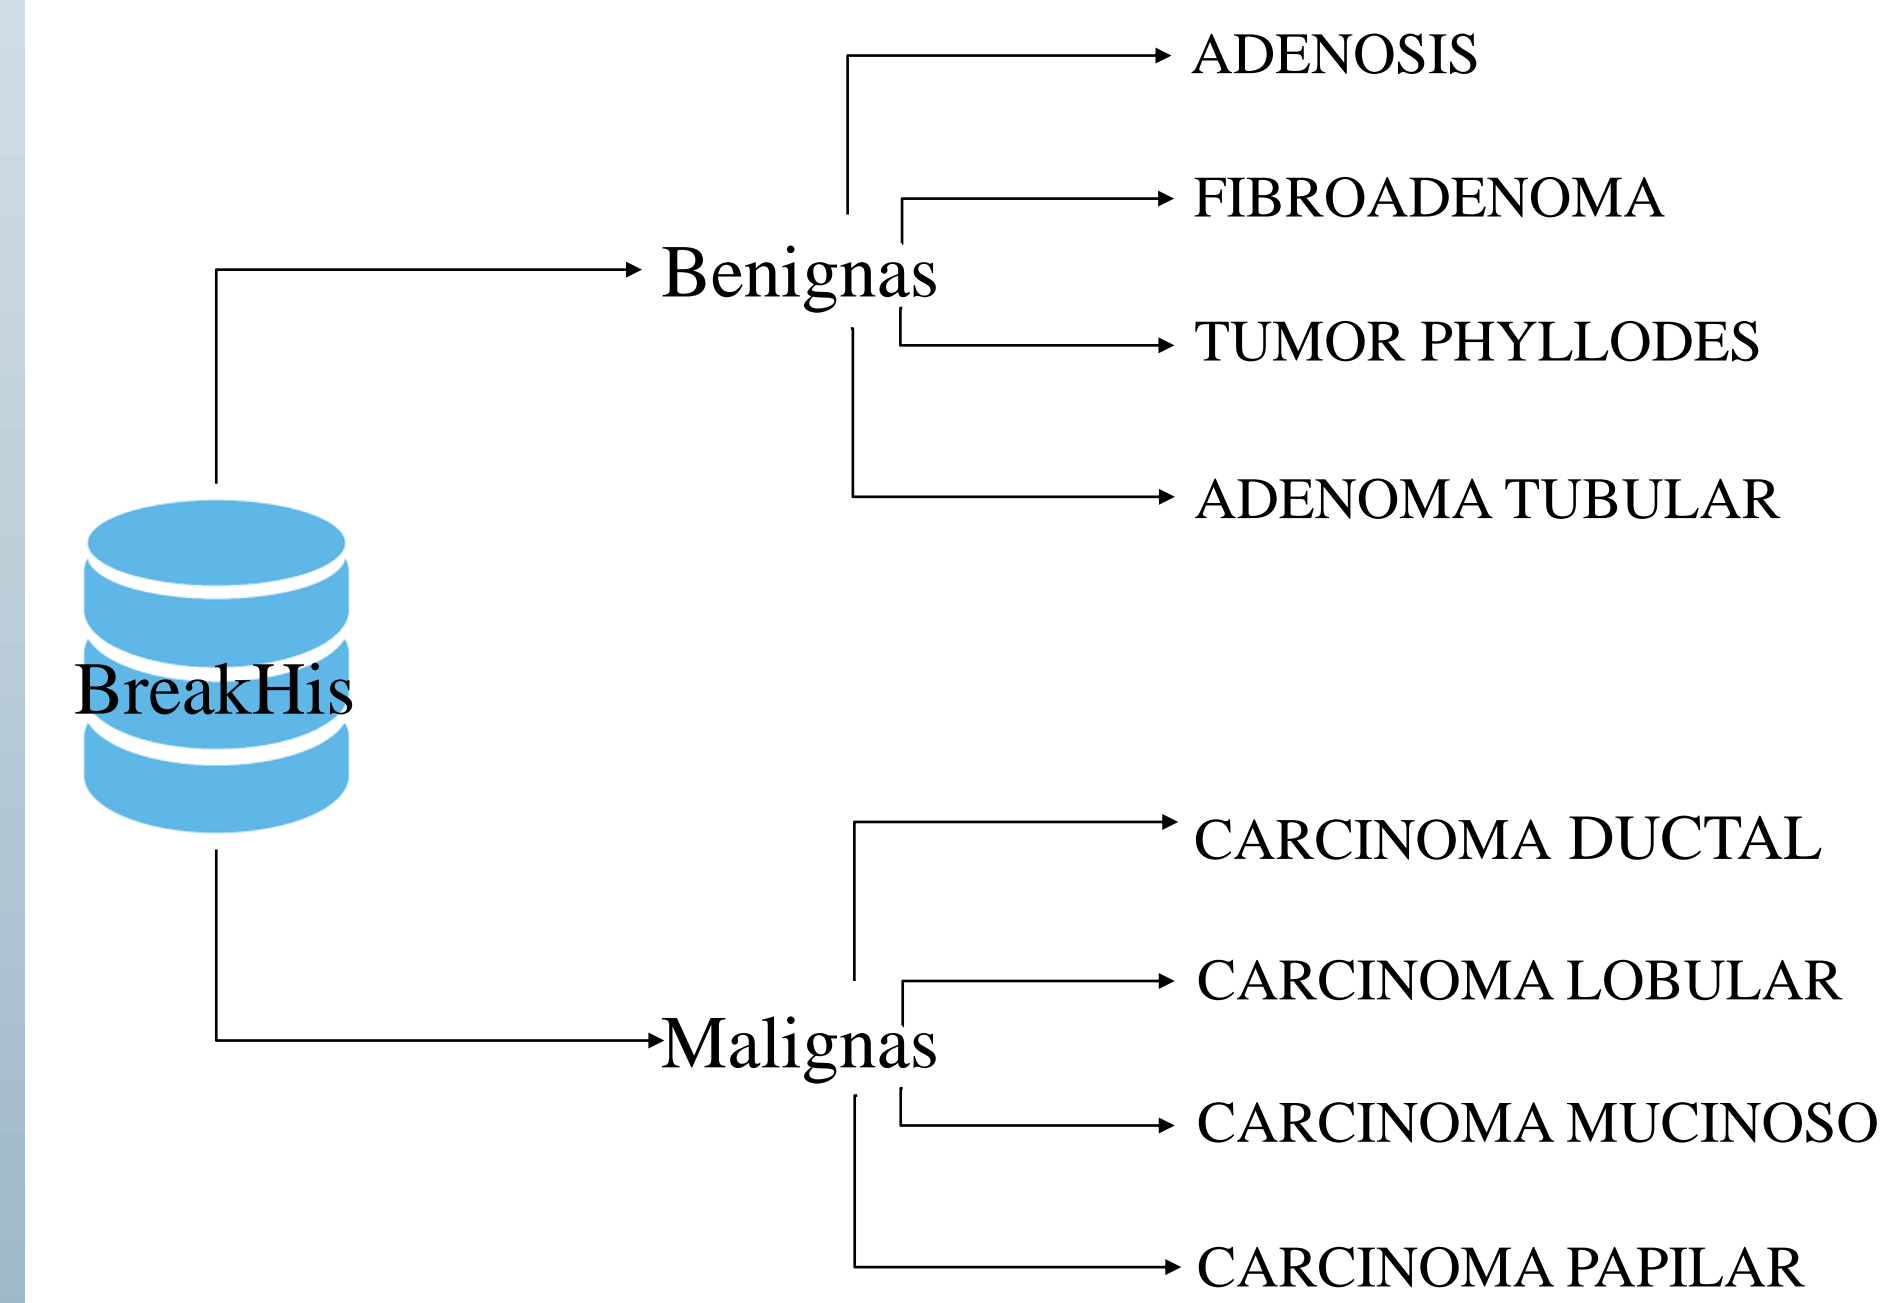 ADENOSIS
FIBROADENOMA
Benignas
TUMOR PHYLLODES
ADENOMA TUBULAR
BreakHis
CARCINOMA DUCTAL
CARCINOMA LOBULAR
Malignas
CARCINOMA MUCINOSO
CARCINOMA PAPILAR